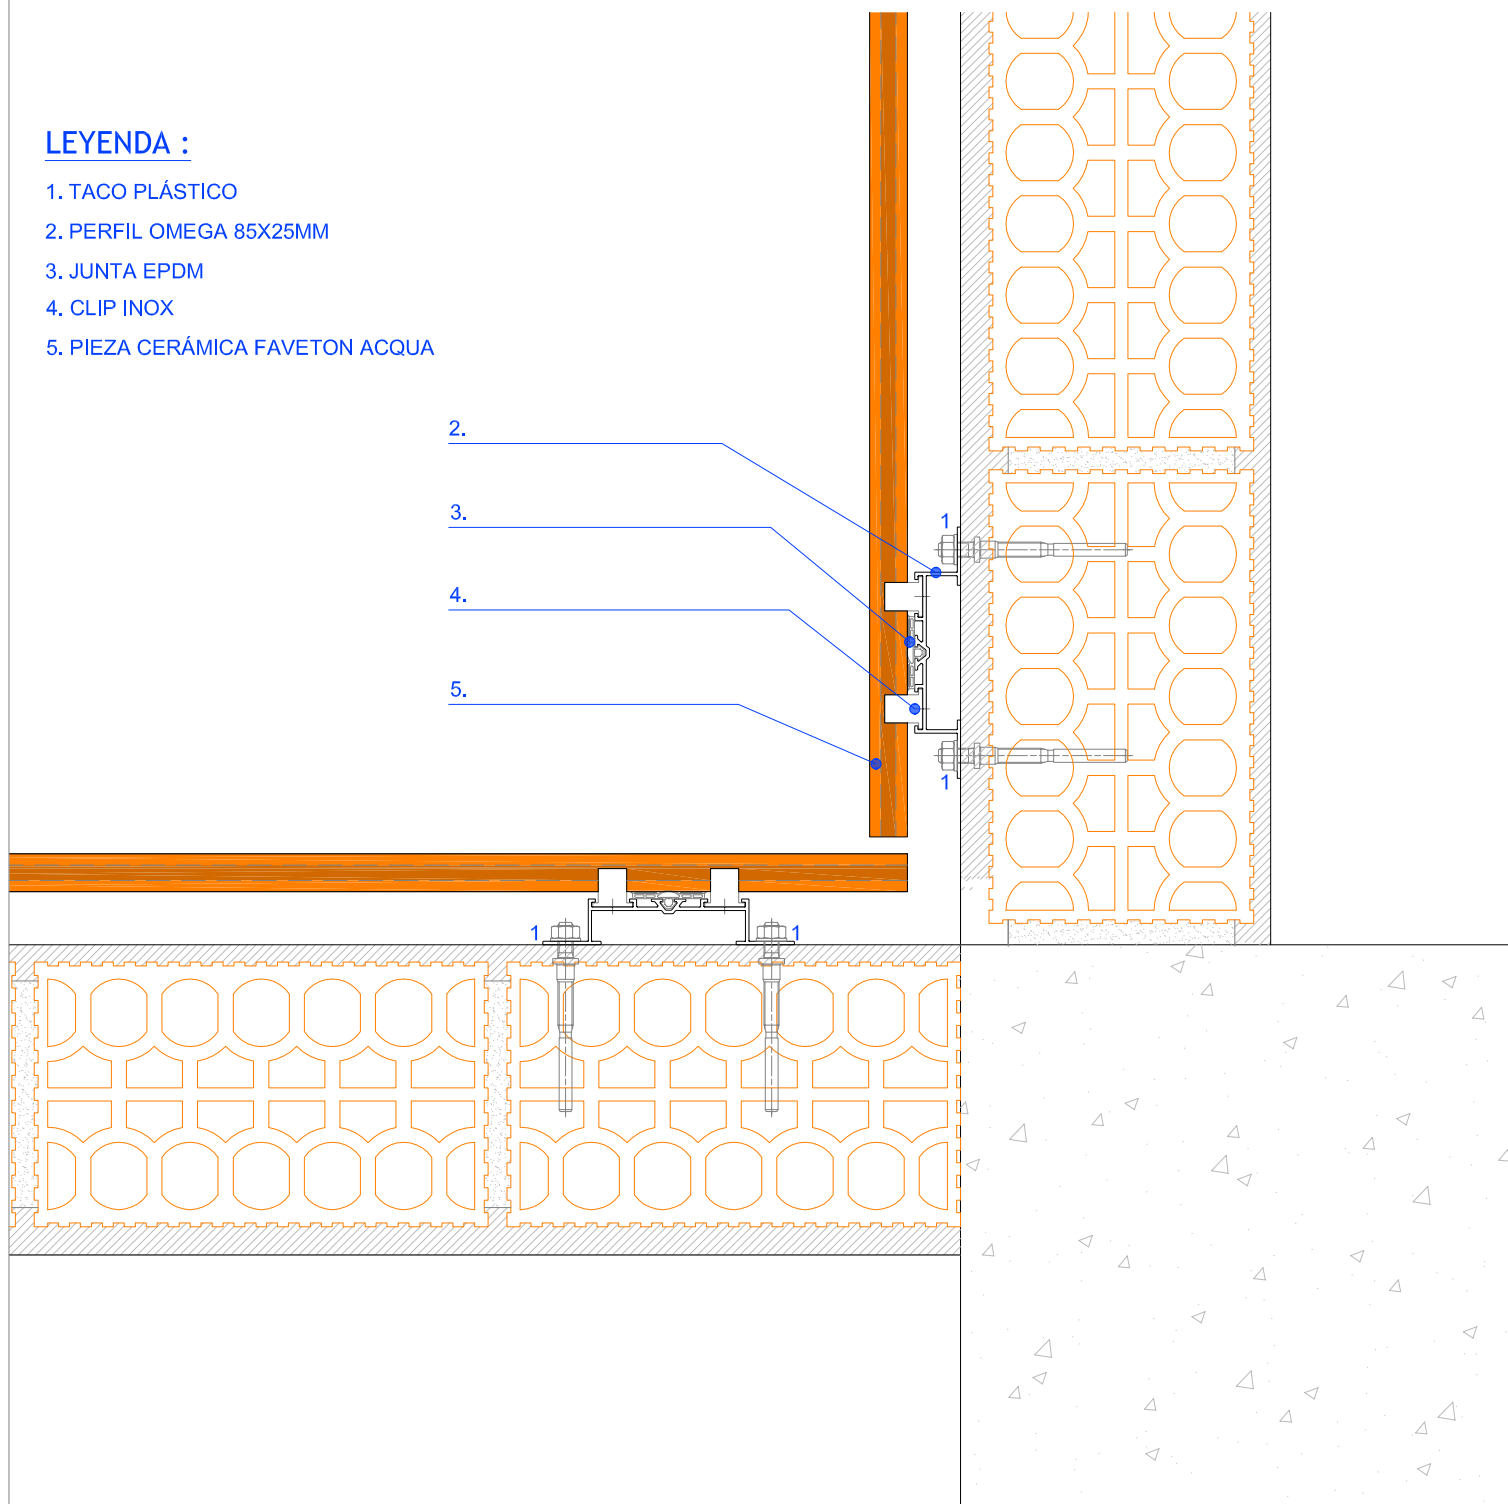 LEYENDA :
1. TACO PLÁSTICO
2. PERFIL OMEGA 85X25MM
3. JUNTA EPDM
4. CLIP INOX
5. PIEZA CERÁMICA FAVETON ACQUA
2.
3.
1
4.
5.
1
1
1